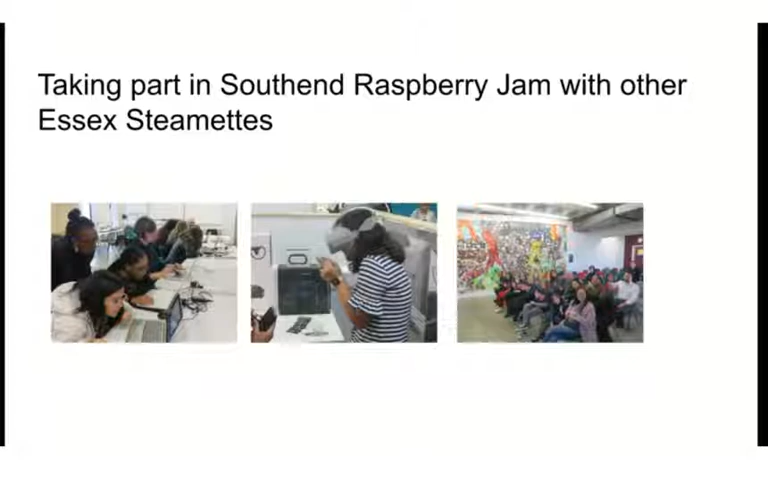 Taking part in Southend Raspberry Jam with other
Essex Steamettes